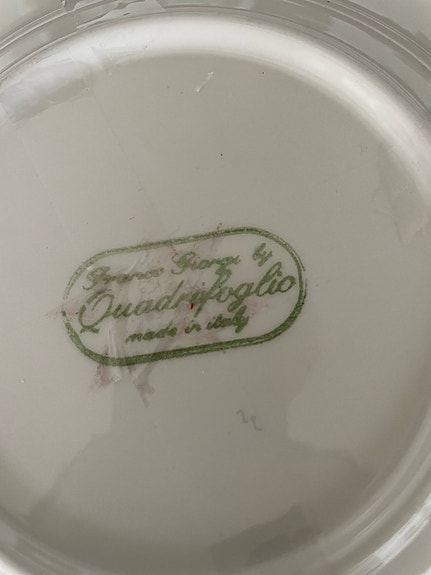 Franco Giorgi by
Quadrifoglio
made in italy